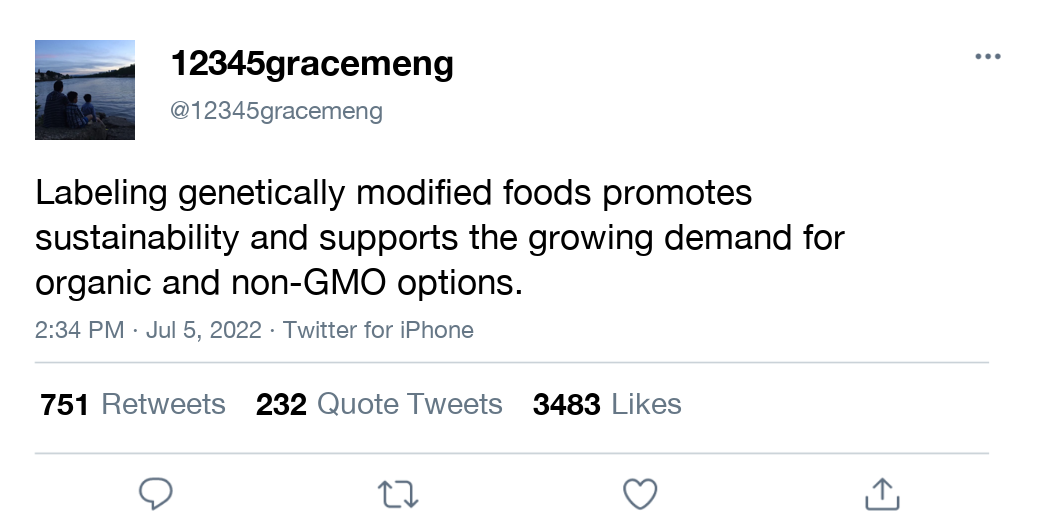 12345gracemeng
@12345gracemeng
Labeling genetically modified foods promotes
sustainability and supports the growing demand for
organic and non-GMO options.
2:34 PM · Jul 5, 2022 · Twitter for iPhone
751 Retweets 232 Quote Tweets 3483 Likes